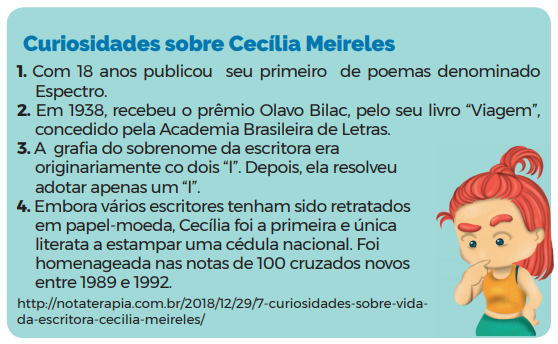 Curiosidades sobre Cecília Meireles
1. Com 18 anos publicou seu primeiro de poemas denominado
Espectro.
2. Em 1938, recebeu o prêmio Olavo Bilac, pelo seu livro “Viagem”,
concedido pela Academia Brasileira de Letras.
3. A grafia do sobrenome da escritora era
originariamente co dois “l”. Depois, ela resolveu
adotar apenas um “l”.
4. Embora vários escritores tenham sido retratados
em papel-moeda, Cecília foi a primeira e única
literata a estampar uma cédula nacional. Foi
homenageada nas notas de 100 cruzados novos
entre 1989 e 1992.
http://notaterapia.com.br/2018/12/29/7-curiosidades-sobre-vida-
da-escritora-cecilia-meireles/